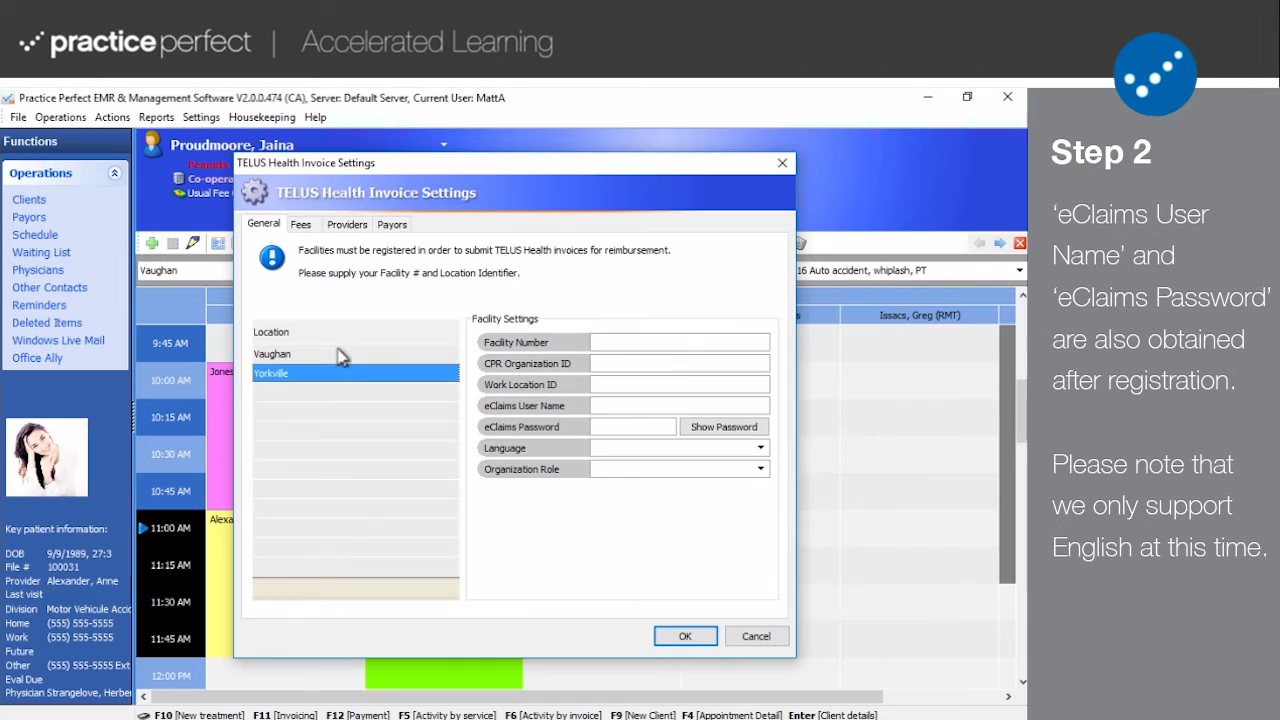 practiceperfect | Accelerated Learning
Practice Perfect EMR & Management Software V2.0.0.474 (CA), Server: Default Server, Current User: MattA
File Operations Actions Reports Settings Housekeeping Help
Functions
Operations
Clients
Payors
Schedule
Waiting List
Physicians
Other Contacts
Reminders
Deleted Items
Windows Live Mail
Office Ally
Key patient information:
DOB 9/9/1989, 27:3
File # 100031
Provider Alexander, Anne
Last visit
Division Motor Vehicle Accid
Home (555) 555-5555
Work (555) 555-5555
Future
Other (555) 555-5555 Ext
Eval Due
Physician Strangelove, Herber
Proudmoore, Jaina
Peanuts
Co-opera
Usual Fee
Vaughan
16 Auto accident, whiplash, PT
s
Issacs, Greg (RMT)
9:45 AM
10:00 AM
Jones
10:15 AM
10:30 AM
10:45 AM
11:00 AM
Alexa
11:15 AM
11:30 AM
11:45 AM
12:00 PM
TELUS Health Invoice Settings
TELUS Health Invoice Settings
General Fees Providers Payors
Facilities must be registered in order to submit TELUS Health invoices for reimbursement.
Please supply your Facility # and Location Identifier.
Location
Vaughan
Yorkville
Facility Settings
Facility Number
CPR Organization ID
Work Location ID
eClaims User Name
eClaims Password Show Password
Language
Organization Role
OK Cancel
F10 [New treatment] F11 [Invoicing] F12 [Payment] F5 [Activity by service] F6 [Activity by invoice] F9 [New Client] F4 [Appointment Detail] Enter [Client details]
Step 2
‘eClaims User
Name’ and
‘eClaims Password’
are also obtained
after registration.
Please note that
we only support
English at this time.